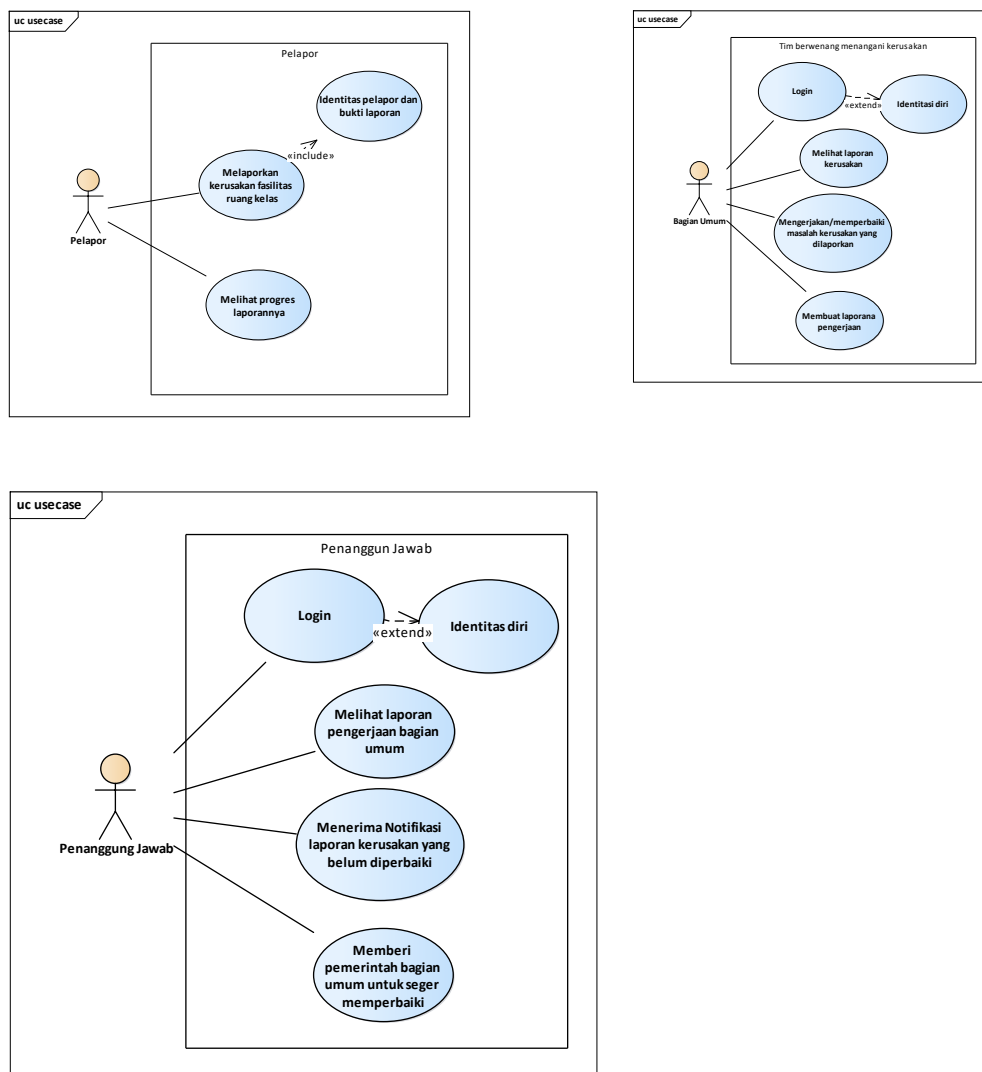 uc usecase
Pelapor
Identitas pelapor dan
bukti laporan
«include»
Melaporkan
kerusakan fasilitas
ruang kelas
Pelapor
Melihat progres
laporannya
uc usecase
Tim berwenang menangani kerusakan
Login
«extend»
Identitasi diri
Melihat laporan
kerusakan
Bagian Umum
Mengerjakan/memperbaiki
masalah kerusakan yang
dilaporkan
Membuat laporana
pengerjaan
uc usecase
Penanggun Jawab
Login
«extend»
Identitas diri
Melihat laporan
pengerjaan bagian
umum
Menerima Notifikasi
laporan kerusakan yang
belum diperbaiki
Penanggung Jawab
Memberi
pemerintah bagian
umum untuk seger
memperbaiki